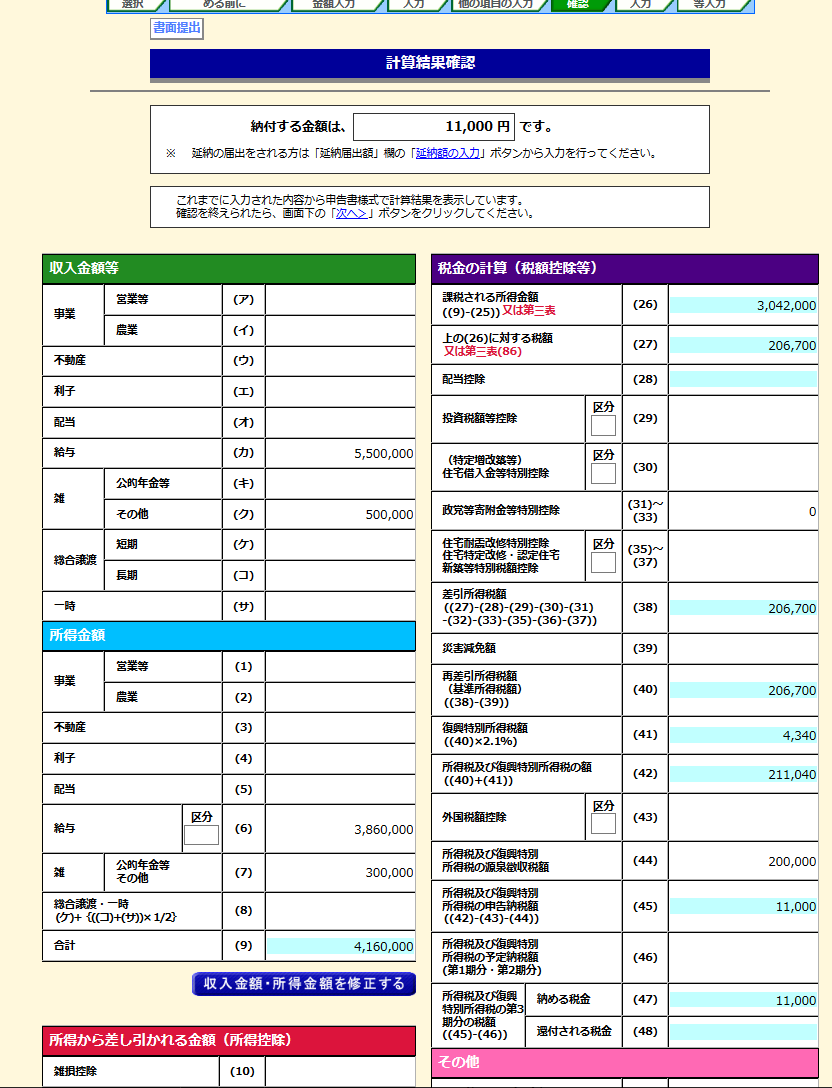 選択
める前に
金額入力
入力
他の項目の入力
確認
入力
等入力
書面提出
計算結果確認
納付する金額は、 11,000 円 です。
※ 延納の届出をされる方は「延納届出額」欄の「延納額の入力」ボタンから入力を行ってください。
これまでに入力された内容から申告書様式で計算結果を表示しています。
確認を終えられたら、画面下の「次へ>」ボタンをクリックしてください。
収入金額等
事業
営業等 (ア)
農業 (イ)
不動産 (ウ)
利子 (エ)
配当 (オ)
給与 (カ) 5,500,000
雑
公的年金等 (キ)
その他 (ク) 500,000
総合譲渡
短期 (ケ)
長期 (コ)
一時 (サ)
所得金額
事業
営業等 (1)
農業 (2)
不動産 (3)
利子 (4)
配当 (5)
給与 区分 (6) 3,860,000
雑
公的年金等
その他
(7) 300,000
総合譲渡・一時
(ケ)+｛((コ)+(サ))×1/2｝
(8)
合計 (9) 4,160,000
収入金額・所得金額を修正する
所得から差し引かれる金額（所得控除）
雑損控除 (10)
税金の計算（税額控除等）
課税される所得金額
((9)-(25)) 又は第三表
(26) 3,042,000
上の(26)に対する税額
又は第三表(86)
(27) 206,700
配当控除 (28)
投資税額等控除 区分 (29)
（特定増改築等）
住宅借入金等特別控除
区分 (30)
政党等寄附金等特別控除
(31)～
(33)
0
住宅耐震改修特別控除
住宅特定改修・認定住宅
新築等特別税額控除
区分
(35)～
(37)
差引所得税額
((27)-(28)-(29)-(30)-(31)
-(32)-(33)-(35)-(36)-(37))
(38) 206,700
災害減免額 (39)
再差引所得税額
（基準所得税額）
((38)-(39))
(40) 206,700
復興特別所得税額
((40)×2.1%)
(41) 4,340
所得税及び復興特別所得税の額
((40)+(41))
(42) 211,040
外国税額控除 区分 (43)
所得税及び復興特別
所得税の源泉徴収税額
(44) 200,000
所得税及び復興特別
所得税の申告納税額
((42)-(43)-(44))
(45) 11,000
所得税及び復興特別
所得税の予定納税額
(第1期分・第2期分)
(46)
所得税及び復興
特別所得税の第3
期分の税額
((45)-(46))
納める税金 (47) 11,000
還付される税金 (48)
その他